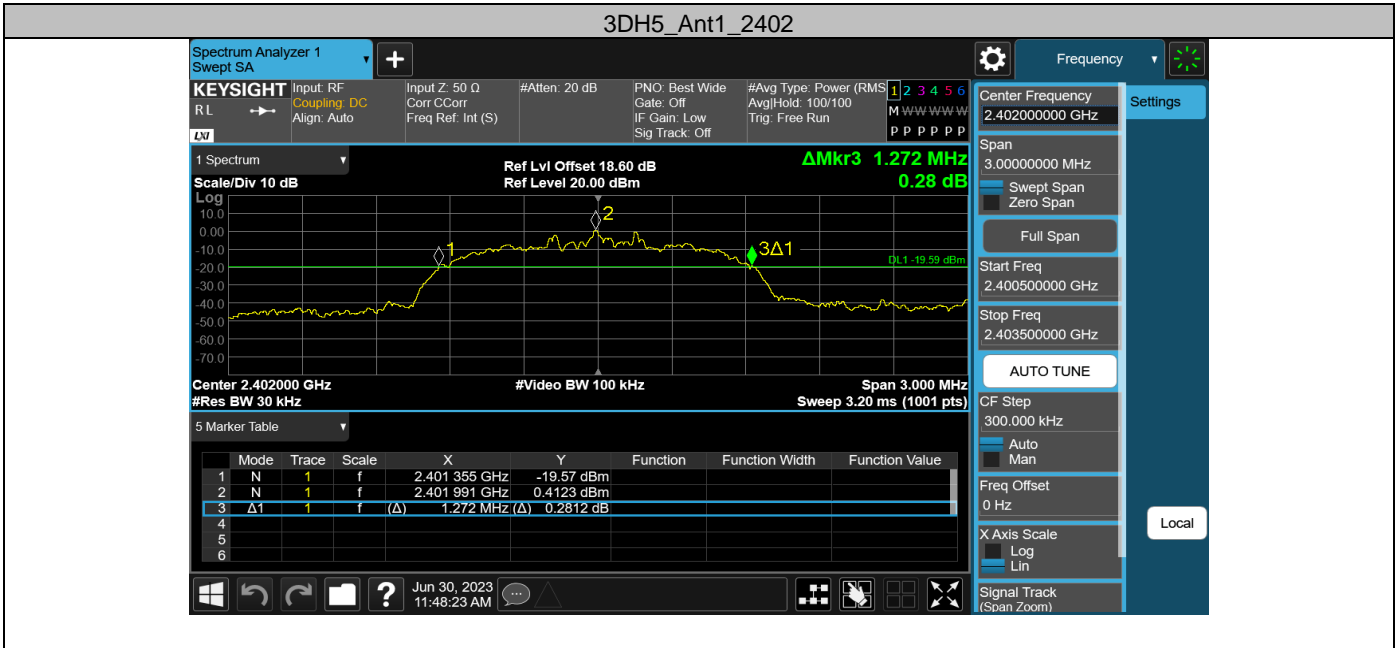 3DH5_Ant1_2402
Spectrum Analyzer 1
Swept SA
Frequency
KEYSIGHT
RL
LXI
Input: RF
Coupling: DC
Align: Auto
Input Z: 50 Ω
Corr CCorr
Freq Ref: Int (S)
#Atten: 20 dB
PNO: Best Wide
Gate: Off
IF Gain: Low
Sig Track: Off
#Avg Type: Power (RMS
Avg|Hold: 100/100
Trig: Free Run
1 2 3 4 5 6
M W W W W W
P P P P P P
1 Spectrum
Scale/Div 10 dB
Ref Lvl Offset 18.60 dB
Ref Level 20.00 dBm
ΔMkr3 1.272 MHz
0.28 dB
Log
10.0
0.00
-10.0
-20.0
-30.0
-40.0
-50.0
-60.0
-70.0
1
2
3Δ1
DL1 -19.59 dBm
Center 2.402000 GHz
#Video BW 100 kHz
Span 3.000 MHz
#Res BW 30 kHz
Sweep 3.20 ms (1001 pts)
5 Marker Table
Mode Trace Scale X Y Function Function Width Function Value
1 N 1 f 2.401 355 GHz -19.57 dBm
2 N 1 f 2.401 991 GHz 0.4123 dBm
3 Δ1 1 f (Δ) 1.272 MHz (Δ) 0.2812 dB
4
5
6
?
Jun 30, 2023
11:48:23 AM
Center Frequency
2.402000000 GHz
Span
3.00000000 MHz
Swept Span
Zero Span
Full Span
Start Freq
2.400500000 GHz
Stop Freq
2.403500000 GHz
AUTO TUNE
CF Step
300.000 kHz
Auto
Man
Freq Offset
0 Hz
X Axis Scale
Log
Lin
Signal Track
(Span Zoom)
Settings
Local